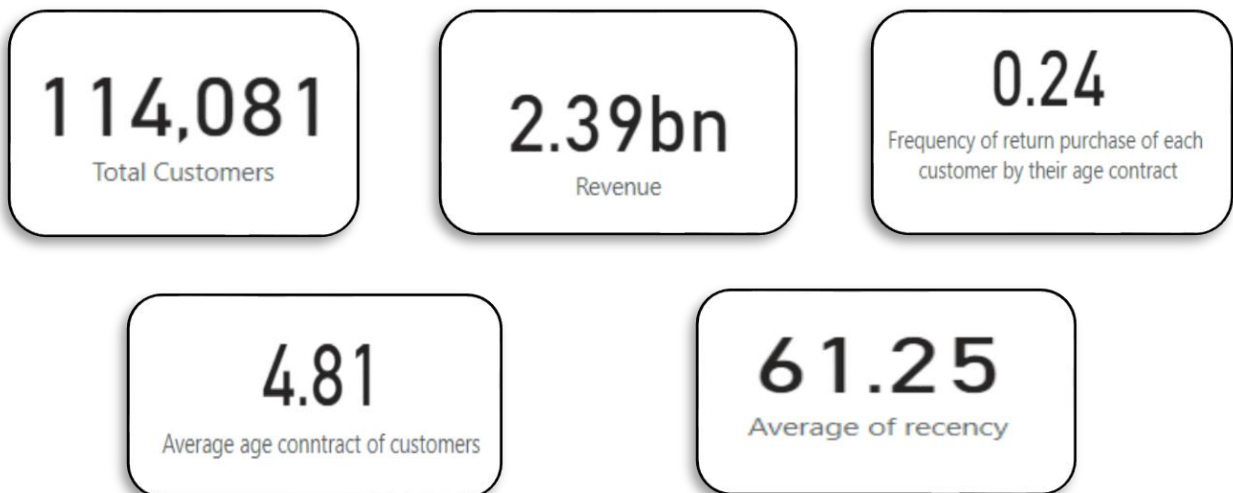 114,081
Total Customers
2.39bn
Revenue
0.24
Frequency of return purchase of each
customer by their age contract
4.81
Average age conntract of customers
61.25
Average of recency